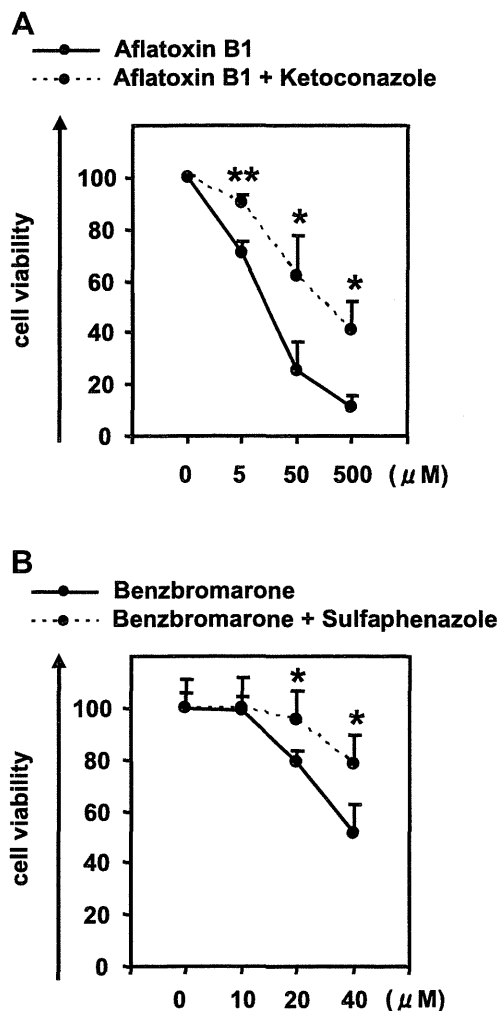 A
Aflatoxin B1
Aflatoxin B1 + Ketoconazole
cell viability
100
80
60
40
20
0
**
*
*
0 5 50 500 (μM)
B
Benzbromarone
Benzbromarone + Sulfaphenazole
cell viability
100
80
60
40
20
0
*
*
0 10 20 40 (μM)